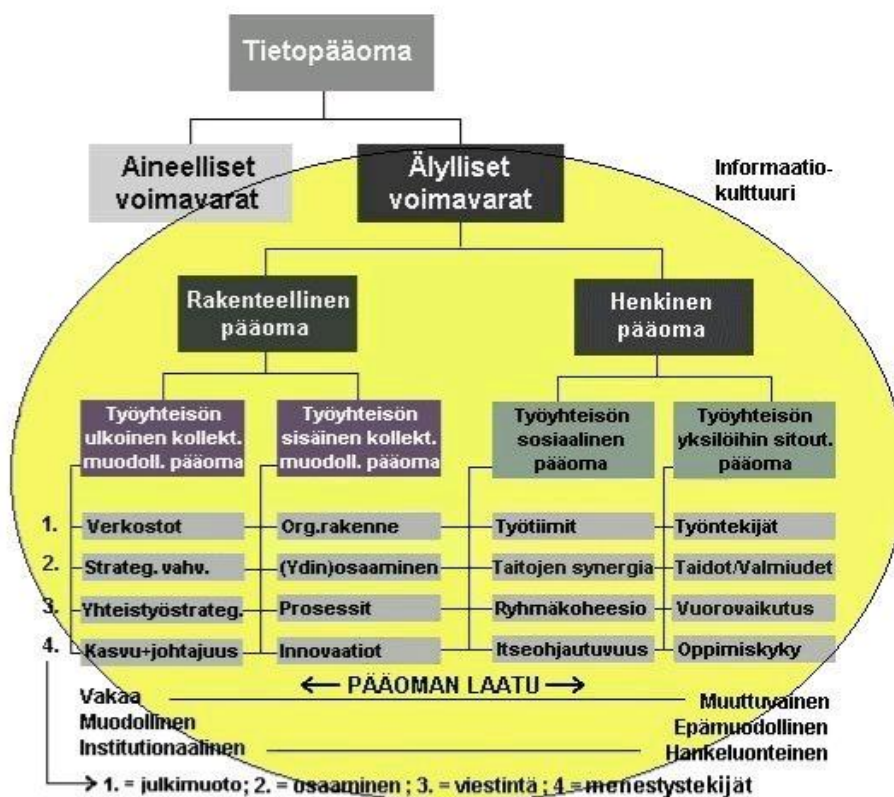 Tietopääoma
Aineelliset
voimavarat
Älylliset
voimavarat
Informaatio-
kulttuuri
Rakenteellinen
pääoma
Henkinen
pääoma
Työyhteisön
ulkoinen kollekt.
muodoll. pääoma
Työyhteisön
sisäinen kollekt.
muodoll. pääoma
Työyhteisön
sosiaalinen
pääoma
Työyhteisön
yksilöihin sitout.
pääoma
1. Verkostot Org.rakenne Työtiimit Työntekijät
2. Strateg. vahv. (Ydin)osaaminen Taitojen synergia Taidot/Valmiudet
3. Yhteistyöstrateg. Prosessit Ryhmäkoheesio Vuorovaikutus
4. Kasvu+johtajuus Innovaatiot Itseohjautuvuus Oppimiskyky
← PÄÄOMAN LAATU →
Vakaa Muuttuvainen
Muodollinen Epämuodollinen
Institutionaalinen Hankeluonteinen
→ 1. = julkimuoto; 2. = osaaminen; 3. = viestintä; 4 = menestystekijät